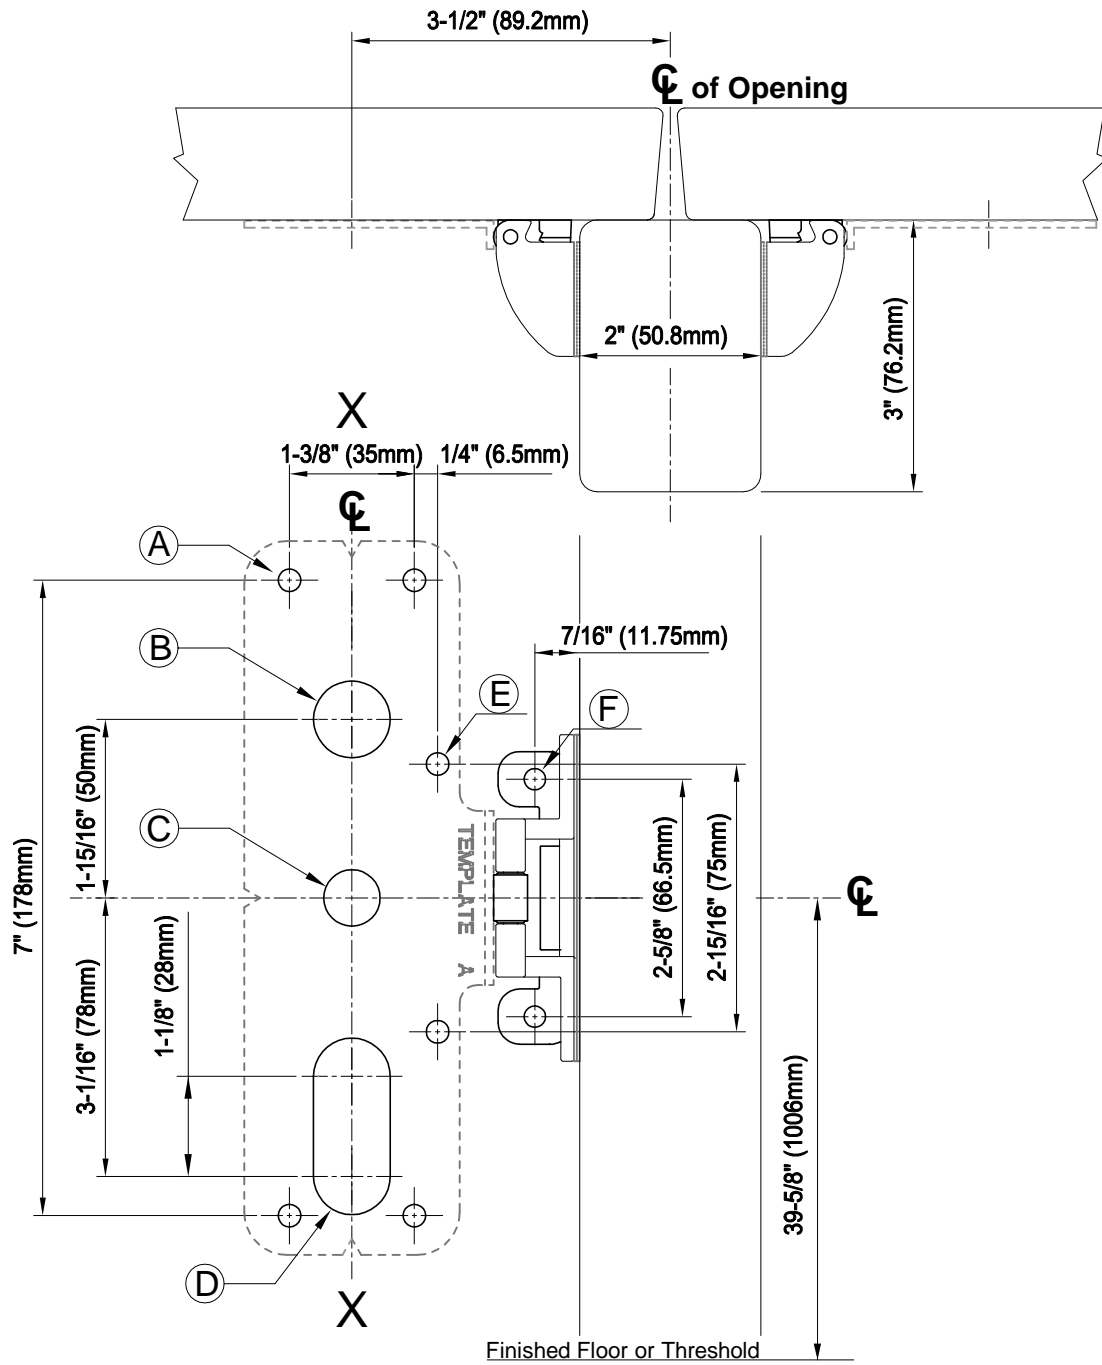 3-1/2" (89.2mm)
℄ of Opening
2" (50.8mm)
3" (76.2mm)
X
1-3/8" (35mm)
1/4" (6.5mm)
℄
A
7/16" (11.75mm)
B
E
F
1-15/16" (50mm)
C
TEMPLATE A
7" (178mm)
℄
2-5/8" (66.5mm)
2-15/16" (75mm)
1-1/8" (28mm)
3-1/16" (78mm)
39-5/8" (1006mm)
D
X
Finished Floor or Threshold